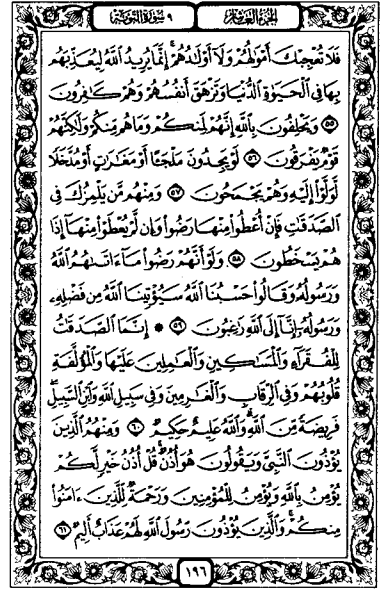 الجزء العاشر ٩ سورة التوبة
فَلَا تُعْجِبْكَ أَمْوَٰلُهُمْ وَلَآ أَوْلَٰدُهُمْ ۚ إِنَّمَا يُرِيدُ ٱللَّهُ لِيُعَذِّبَهُم
بِهَا فِى ٱلْحَيَوٰةِ ٱلدُّنْيَا وَتَزْهَقَ أَنفُسُهُمْ وَهُمْ كَٰفِرُونَ
٥٥ وَيَحْلِفُونَ بِٱللَّهِ إِنَّهُمْ لَمِنكُمْ وَمَا هُم مِّنكُمْ وَلَٰكِنَّهُمْ
قَوْمٌ يَفْرَقُونَ ٥٦ لَوْ يَجِدُونَ مَلْجَـًٔا أَوْ مَغَٰرَٰتٍ أَوْ مُدَّخَلًا
لَّوَلَّوْا۟ إِلَيْهِ وَهُمْ يَجْمَحُونَ ٥٧ وَمِنْهُم مَّن يَلْمِزُكَ فِى
ٱلصَّدَقَٰتِ فَإِنْ أُعْطُوا۟ مِنْهَا رَضُوا۟ وَإِن لَّمْ يُعْطَوْا۟ مِنْهَآ إِذَا
هُمْ يَسْخَطُونَ ٥٨ وَلَوْ أَنَّهُمْ رَضُوا۟ مَآ ءَاتَىٰهُمُ ٱللَّهُ
وَرَسُولُهُۥ وَقَالُوا۟ حَسْبُنَا ٱللَّهُ سَيُؤْتِينَا ٱللَّهُ مِن فَضْلِهِۦ
وَرَسُولُهُۥٓ إِنَّآ إِلَى ٱللَّهِ رَٰغِبُونَ ٥٩ ۞ إِنَّمَا ٱلصَّدَقَٰتُ
لِلْفُقَرَآءِ وَٱلْمَسَٰكِينِ وَٱلْعَٰمِلِينَ عَلَيْهَا وَٱلْمُؤَلَّفَةِ
قُلُوبُهُمْ وَفِى ٱلرِّقَابِ وَٱلْغَٰرِمِينَ وَفِى سَبِيلِ ٱللَّهِ وَٱبْنِ ٱلسَّبِيلِ ۖ
فَرِيضَةً مِّنَ ٱللَّهِ ۗ وَٱللَّهُ عَلِيمٌ حَكِيمٌ ٦٠ وَمِنْهُمُ ٱلَّذِينَ
يُؤْذُونَ ٱلنَّبِىَّ وَيَقُولُونَ هُوَ أُذُنٌ ۚ قُلْ أُذُنُ خَيْرٍ لَّكُمْ
يُؤْمِنُ بِٱللَّهِ وَيُؤْمِنُ لِلْمُؤْمِنِينَ وَرَحْمَةٌ لِّلَّذِينَ ءَامَنُوا۟
مِنكُمْ ۚ وَٱلَّذِينَ يُؤْذُونَ رَسُولَ ٱللَّهِ لَهُمْ عَذَابٌ أَلِيمٌ ٦١
١٩٦